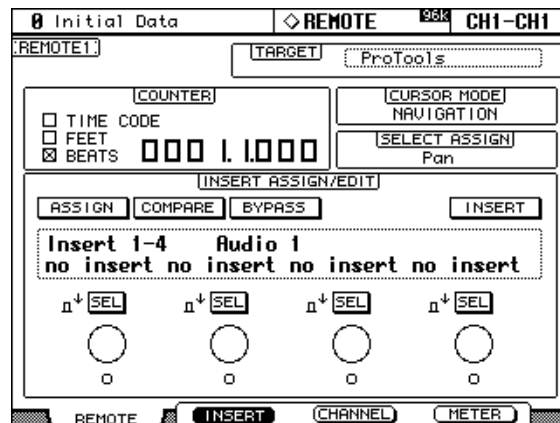 0 Initial Data ◇REMOTE 96k CH1-CH1
REMOTE1:
TARGET ProTools
COUNTER
TIME CODE
FEET
BEATS 000 1. 1.000
CURSOR MODE
NAVIGATION
SELECT ASSIGN
Pan
INSERT ASSIGN/EDIT
ASSIGN COMPARE BYPASS INSERT
Insert 1-4 Audio 1
no insert no insert no insert no insert
SEL SEL SEL SEL
REMOTE INSERT CHANNEL METER